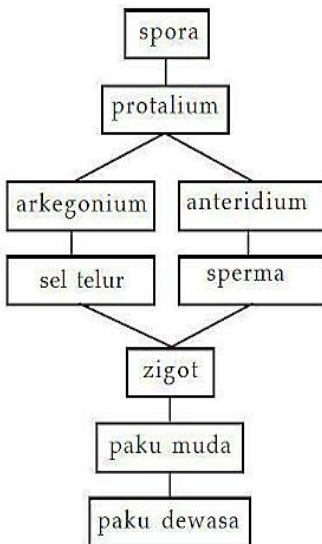 spora
protalium
arkegonium
anteridium
sel telur
sperma
zigot
paku muda
paku dewasa